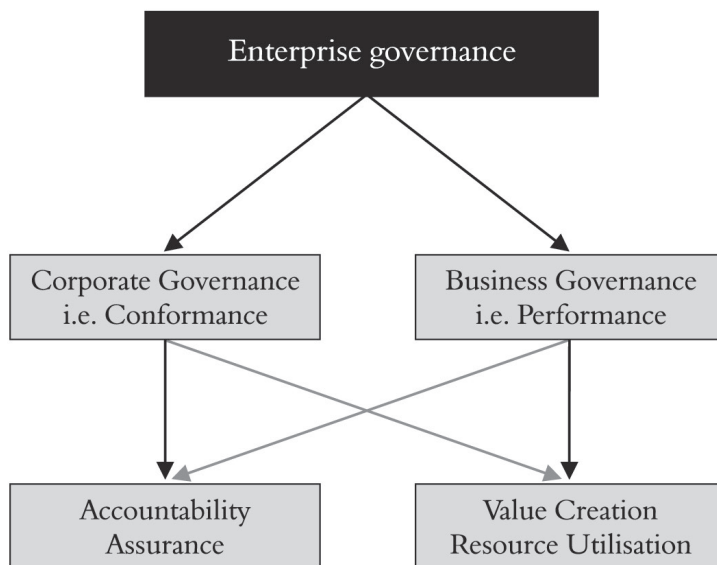 Enterprise governance
Corporate Governance
i.e. Conformance
Business Governance
i.e. Performance
Accountability
Assurance
Value Creation
Resource Utilisation